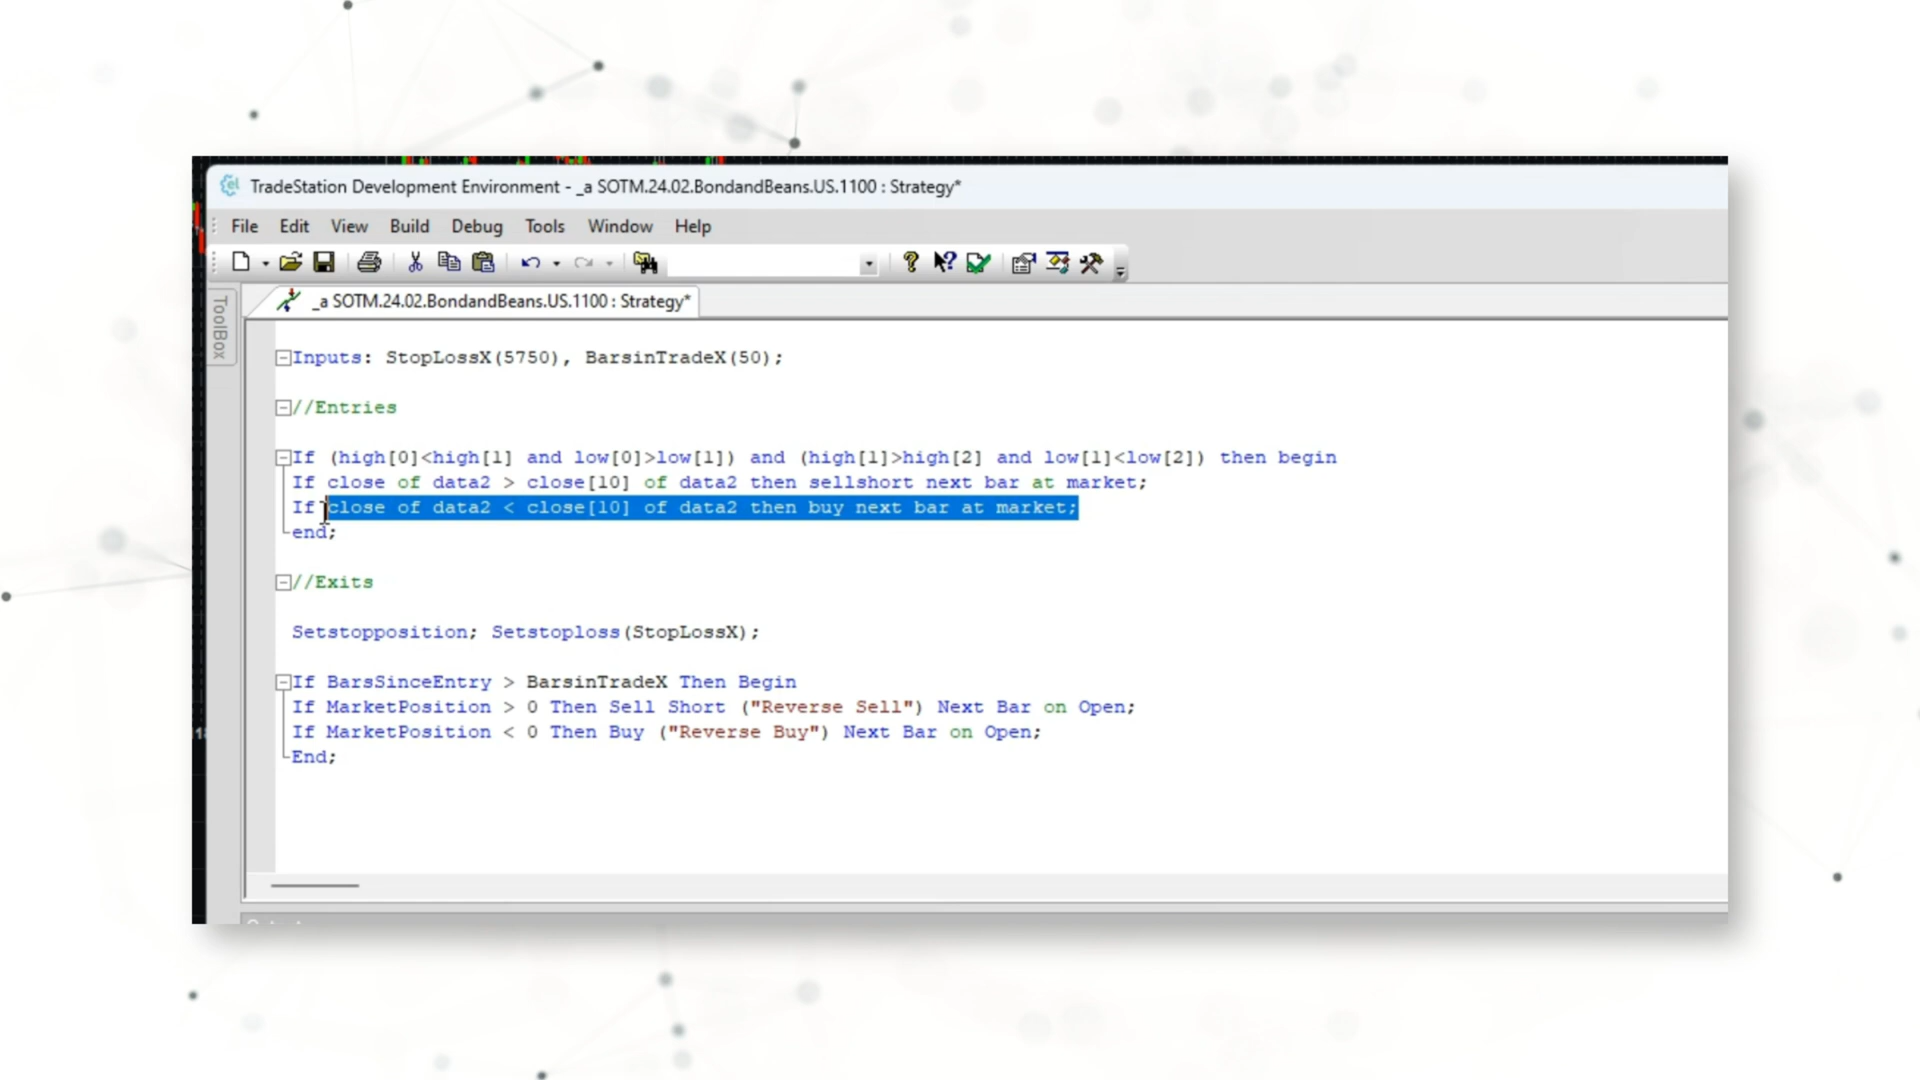 TradeStation Development Environment - _a SOTM.24.02.BondandBeans.US.1100 : Strategy*
File Edit View Build Debug Tools Window Help
ToolBox
_a SOTM.24.02.BondandBeans.US.1100 : Strategy*
Inputs: StopLossX(5750), BarsinTradeX(50);
//Entries
If (high[0]<high[1] and low[0]>low[1]) and (high[1]>high[2] and low[1]<low[2]) then begin
If close of data2 > close[10] of data2 then sellshort next bar at market;
If close of data2 < close[10] of data2 then buy next bar at market;
end;
//Exits
Setstopposition; Setstoploss(StopLossX);
If BarsSinceEntry > BarsinTradeX Then Begin
If MarketPosition > 0 Then Sell Short ("Reverse Sell") Next Bar on Open;
If MarketPosition < 0 Then Buy ("Reverse Buy") Next Bar on Open;
End;